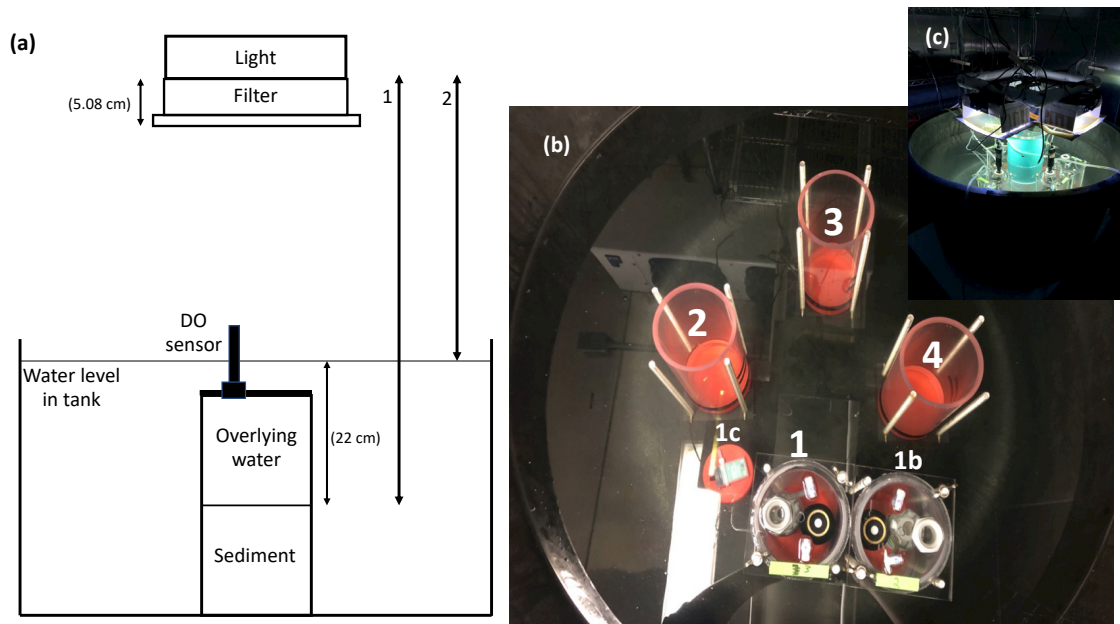 (a)
Light
(5.08 cm)
Filter
1
2
DO
sensor
Water level
in tank
Overlying
water
(22 cm)
Sediment
(b)
3
2
4
1c
1
1b
(c)